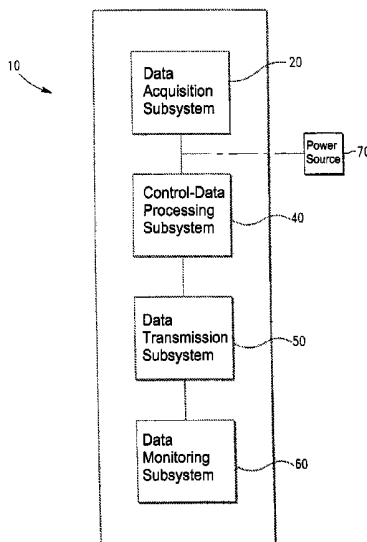 10
Data
Acquisition
Subsystem
20
Power
Source
70
Control-Data
Processing
Subsystem
40
Data
Transmission
Subsystem
50
Data
Monitoring
Subsystem
60